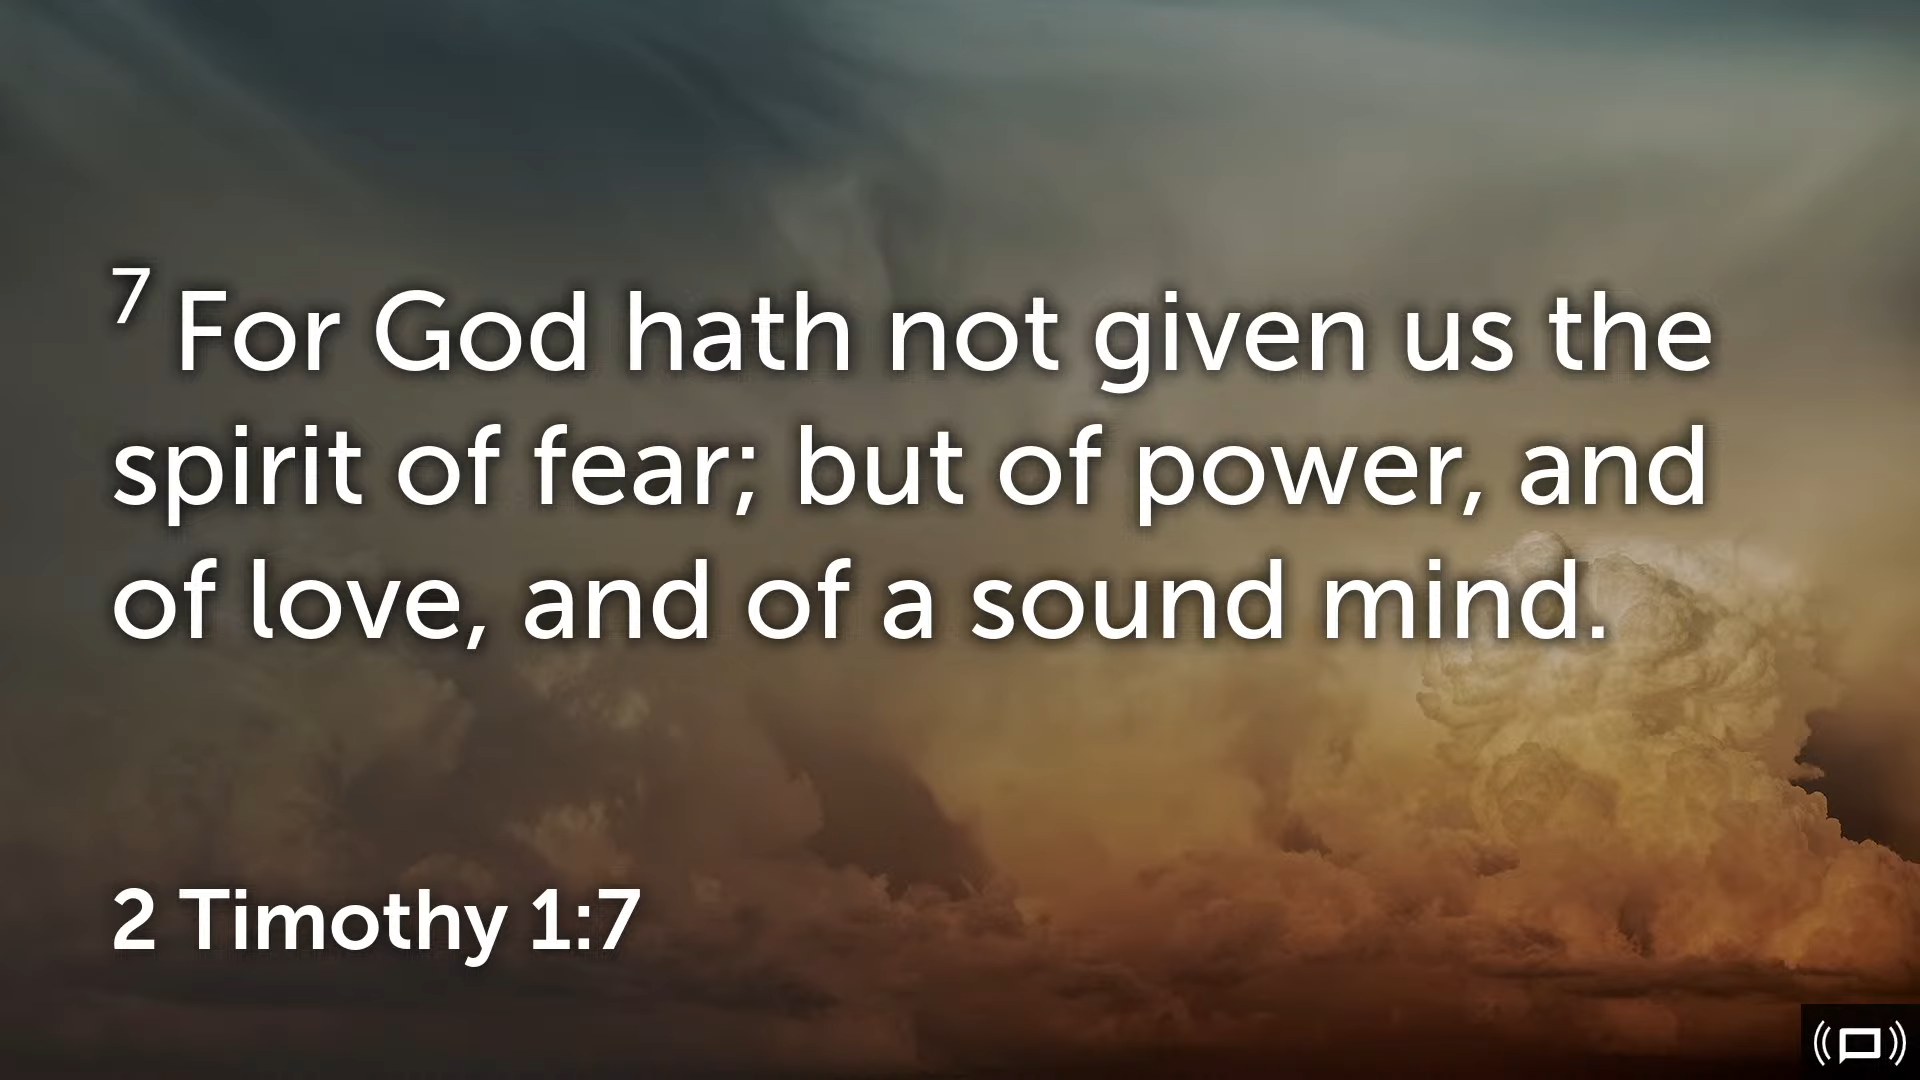 7 For God hath not given us the
spirit of fear; but of power, and
of love, and of a sound mind.
2 Timothy 1:7